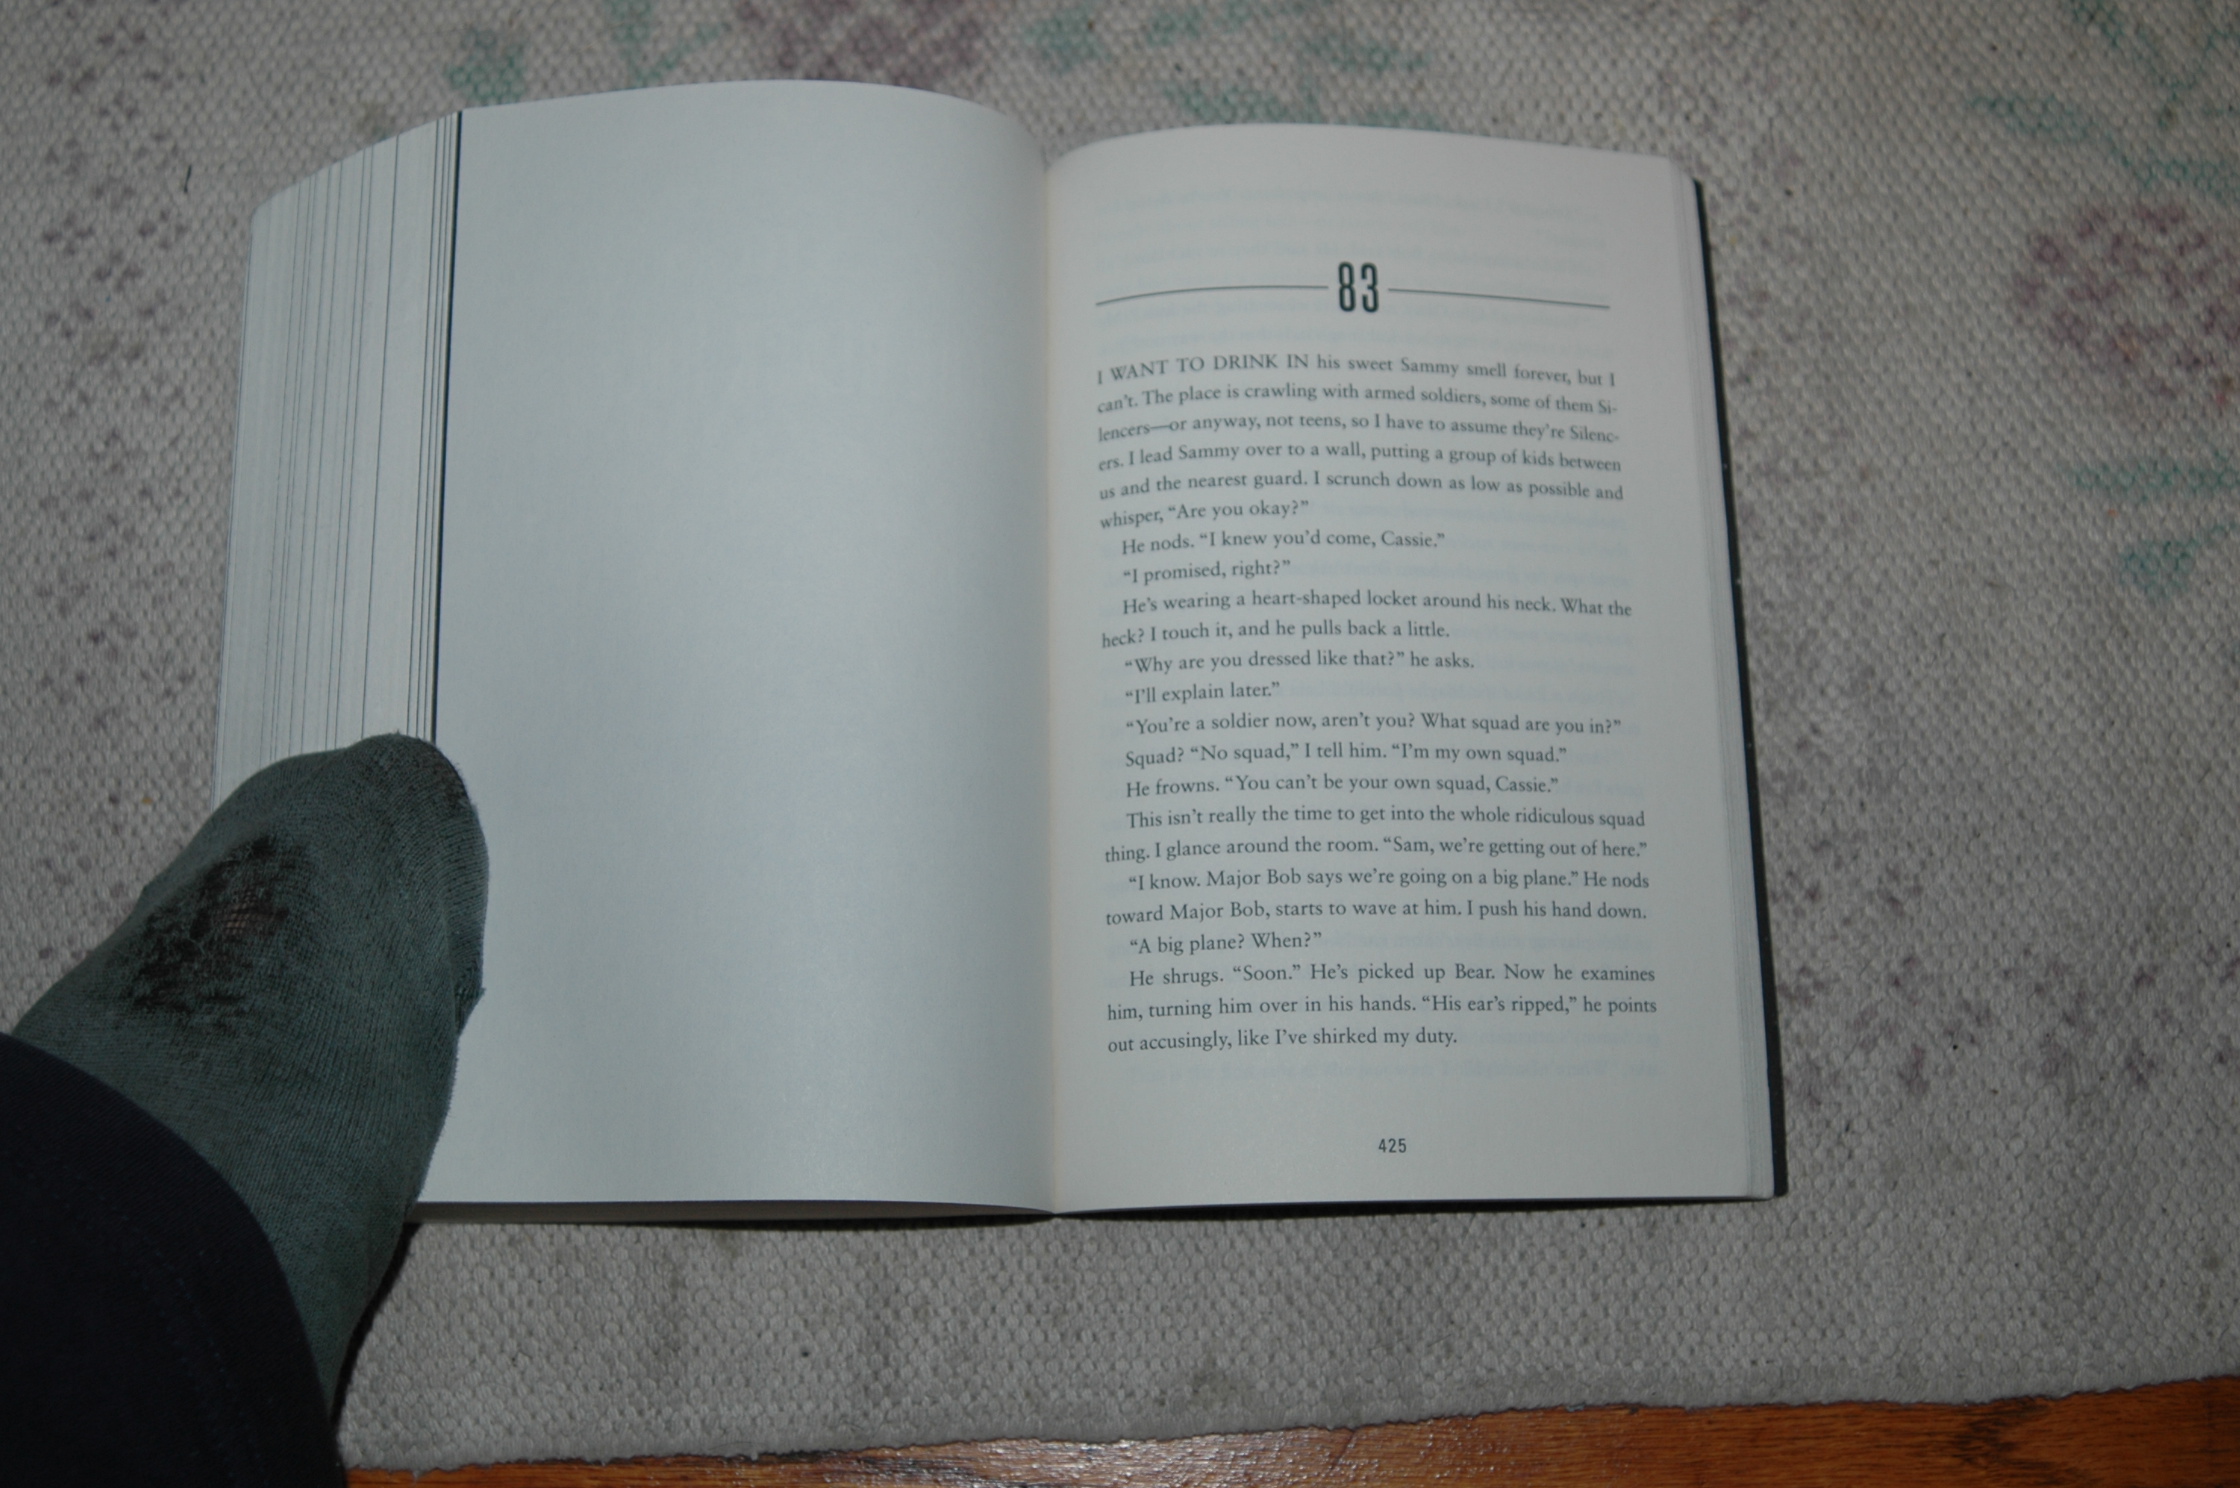 83
I WANT TO DRINK IN his sweet Sammy smell forever, but I
can't. The place is crawling with armed soldiers, some of them Si-
lencers—or anyway, not teens, so I have to assume they're Silenc-
ers. I lead Sammy over to a wall, putting a group of kids between
us and the nearest guard. I scrunch down as low as possible and
whisper, “Are you okay?”
He nods. “I knew you'd come, Cassie.”
“I promised, right?”
He's wearing a heart-shaped locket around his neck. What the
heck? I touch it, and he pulls back a little.
“Why are you dressed like that?” he asks.
“I'll explain later.”
“You're a soldier now, aren't you? What squad are you in?”
Squad? “No squad,” I tell him. “I'm my own squad.”
He frowns. “You can't be your own squad, Cassie.”
This isn't really the time to get into the whole ridiculous squad
thing. I glance around the room. “Sam, we're getting out of here.”
“I know. Major Bob says we're going on a big plane.” He nods
toward Major Bob, starts to wave at him. I push his hand down.
“A big plane? When?”
He shrugs. “Soon.” He's picked up Bear. Now he examines
him, turning him over in his hands. “His ear's ripped,” he points
out accusingly, like I've shirked my duty.
425